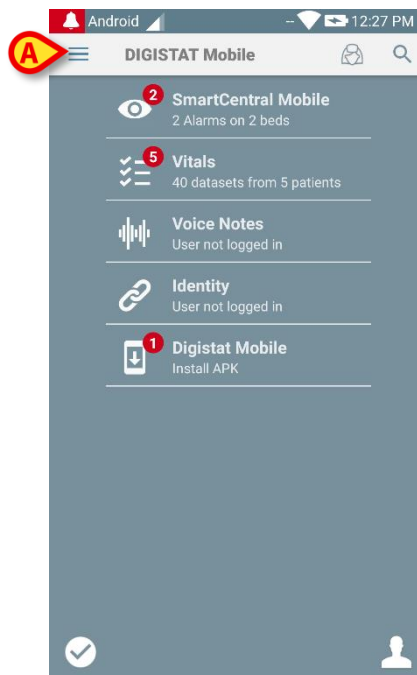 Android -- 12:27 PM
A
DIGISTAT Mobile
2
SmartCentral Mobile
2 Alarms on 2 beds
5
Vitals
40 datasets from 5 patients
Voice Notes
User not logged in
Identity
User not logged in
1
Digistat Mobile
Install APK